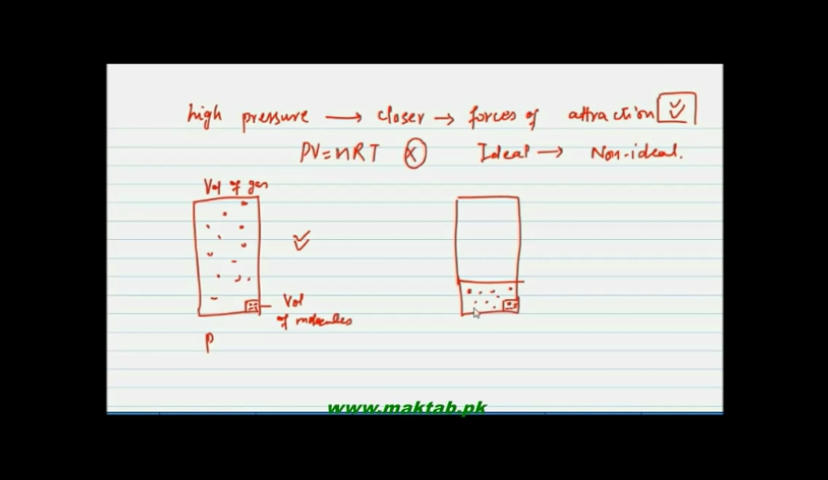 high pressure → closer → forces of attraction
PV=nRT x Ideal → Non-ideal.
Vol of gas
Vol
of molecules
P
www.maktab.pk